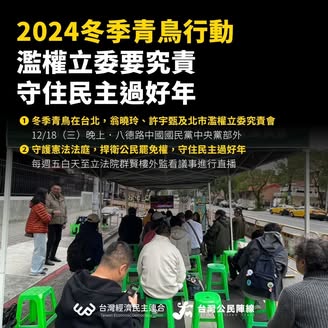 2024冬季青鳥行動
濫權立委要究責
守住民主過好年
1 冬季青鳥在台北，翁曉玲、許宇甄及北市濫權立委究責會
12/18（三）晚上．八德路中國國民黨中央黨部外
2 守護憲法法庭，捍衛公民罷免權，守住民主過好年
每週五白天至立法院群賢樓外監看議事進行直播
台灣經濟民主連合
Taiwan Economic Democracy Union
台灣公民陣線